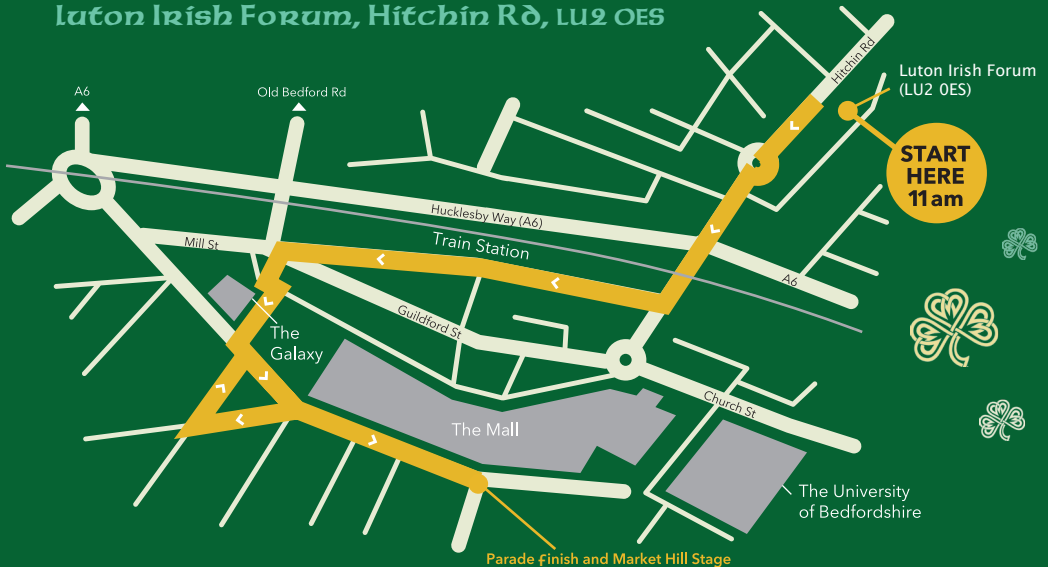 Luton Irish Forum, Hitchin Rd, LU2 0ES
Hitchin Rd
Luton Irish Forum
(LU2 0ES)
A6
Old Bedford Rd
START
HERE
11am
Hucklesby Way (A6)
Mill St
Train Station
A6
Guildford St
The
Galaxy
Church St
The Mall
The University
of Bedfordshire
Parade Finish and Market Hill Stage